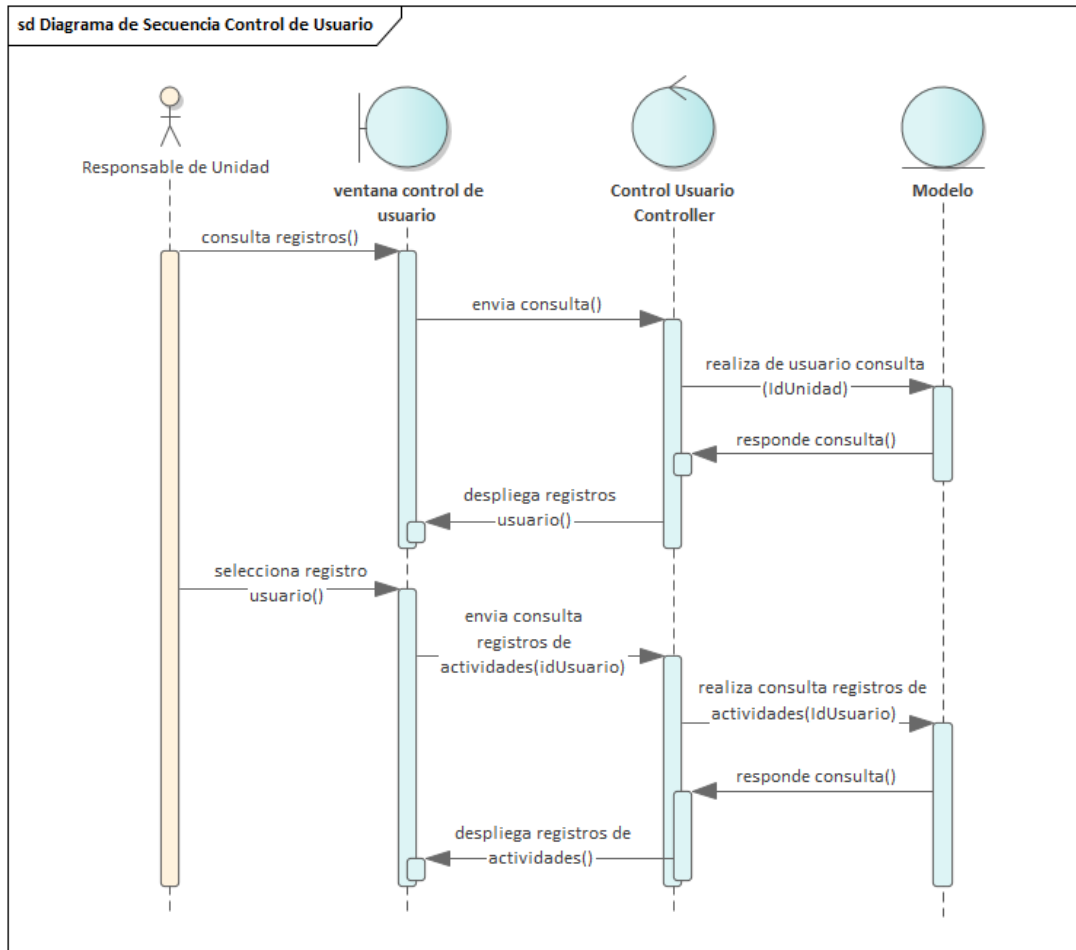 sd Diagrama de Secuencia Control de Usuario
Responsable de Unidad
ventana control de
usuario
Control Usuario
Controller
Modelo
consulta registros()
envia consulta()
realiza de usuario consulta
(IdUnidad)
responde consulta()
despliega registros
usuario()
selecciona registro
usuario()
envia consulta
registros de
actividades(idUsuario)
realiza consulta registros de
actividades(IdUsuario)
responde consulta()
despliega registros de
actividades()